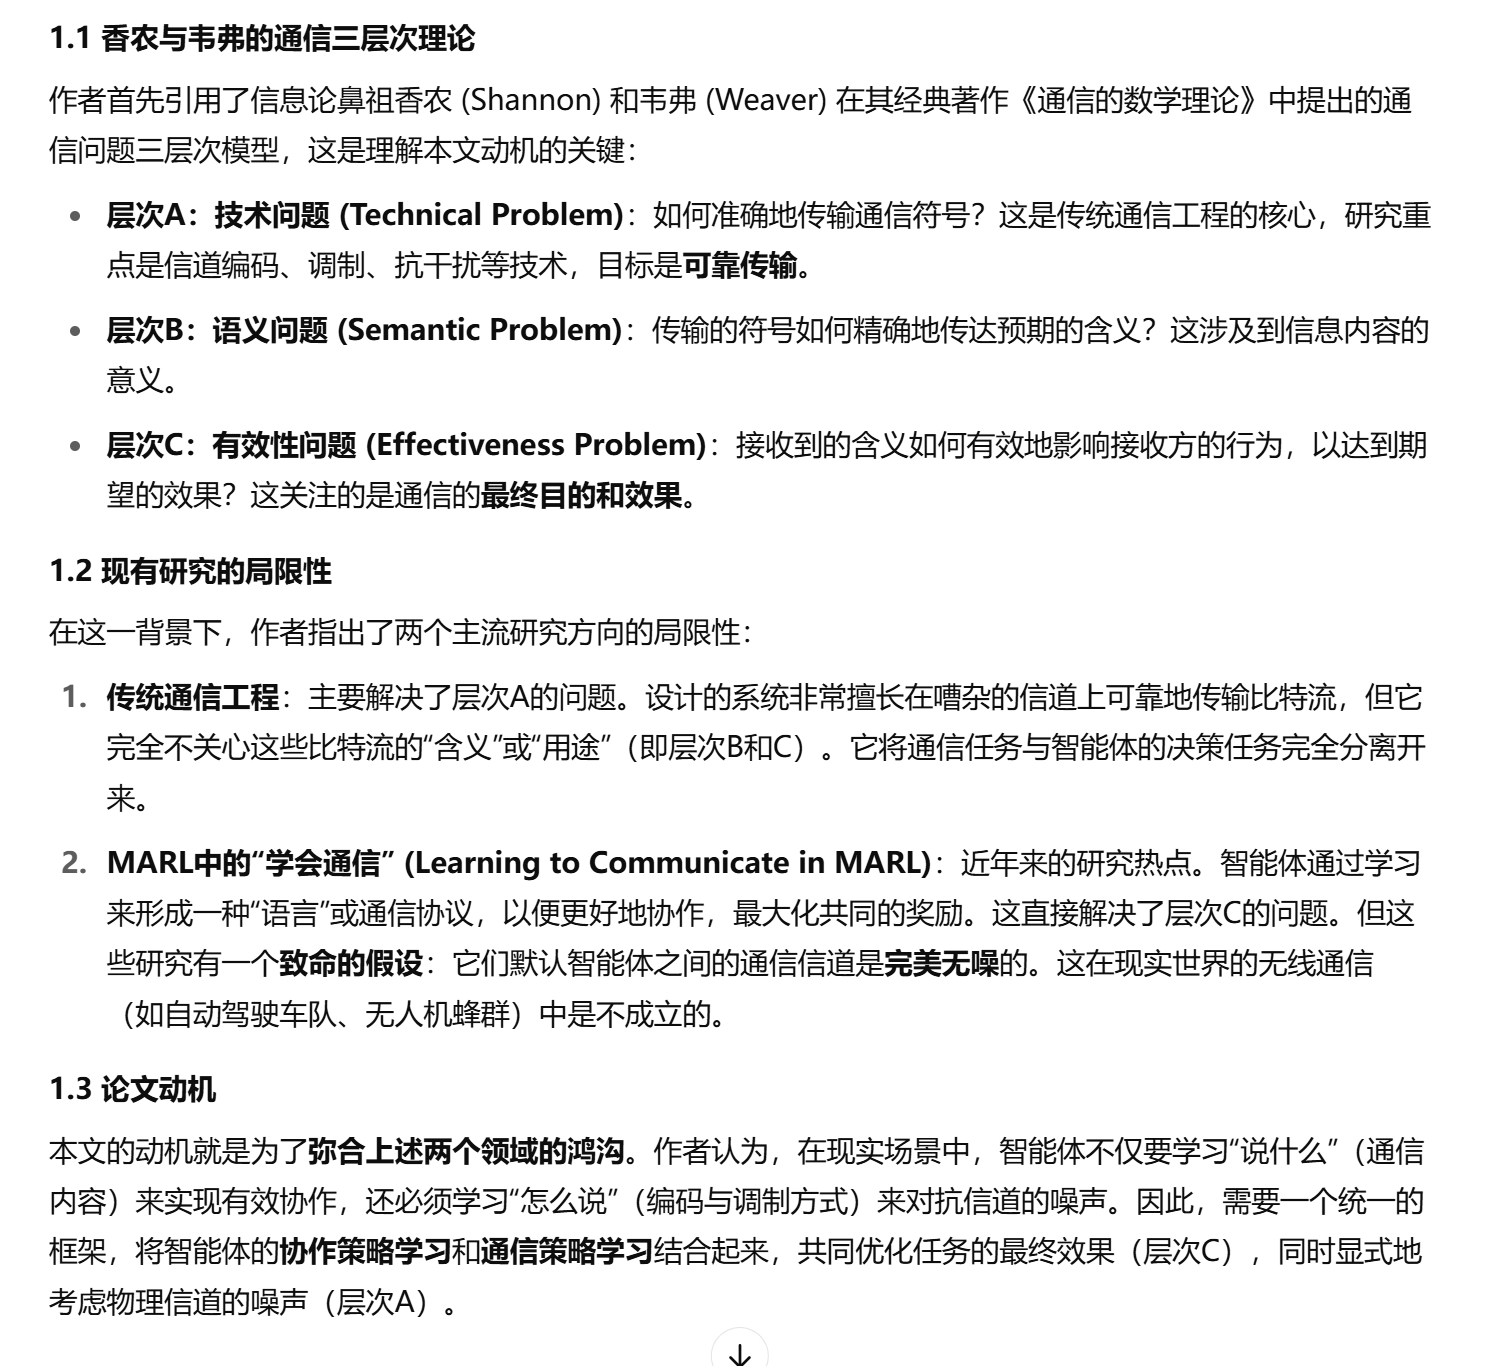 1.1 香农与韦弗的通信三层次理论
作者首先引用了信息论鼻祖香农 (Shannon) 和韦弗 (Weaver) 在其经典著作《通信的数学理论》中提出的通
信问题三层次模型，这是理解本文动机的关键：
• 层次A：技术问题 (Technical Problem)：如何准确地传输通信符号？这是传统通信工程的核心，研究重
点是信道编码、调制、抗干扰等技术，目标是可靠传输。
• 层次B：语义问题 (Semantic Problem)：传输的符号如何精确地传达预期的含义？这涉及到信息内容的
意义。
• 层次C：有效性问题 (Effectiveness Problem)：接收到的含义如何有效地影响接收方的行为，以达到期
望的效果？这关注的是通信的最终目的和效果。
1.2 现有研究的局限性
在这一背景下，作者指出了两个主流研究方向的局限性：
1. 传统通信工程：主要解决了层次A的问题。设计的系统非常擅长在嘈杂的信道上可靠地传输比特流，但它
完全不关心这些比特流的“含义”或“用途”（即层次B和C）。它将通信任务与智能体的决策任务完全分离开
来。
2. MARL中的“学会通信” (Learning to Communicate in MARL)：近年来的研究热点。智能体通过学习
来形成一种“语言”或通信协议，以便更好地协作，最大化共同的奖励。这直接解决了层次C的问题。但这
些研究有一个致命的假设：它们默认智能体之间的通信信道是完美无噪的。这在现实世界的无线通信
（如自动驾驶车队、无人机蜂群）中是不成立的。
1.3 论文动机
本文的动机就是为了弥合上述两个领域的鸿沟。作者认为，在现实场景中，智能体不仅要学习“说什么”（通信
内容）来实现有效协作，还必须学习“怎么说”（编码与调制方式）来对抗信道的噪声。因此，需要一个统一的
框架，将智能体的协作策略学习和通信策略学习结合起来，共同优化任务的最终效果（层次C），同时显式地
考虑物理信道的噪声（层次A）。